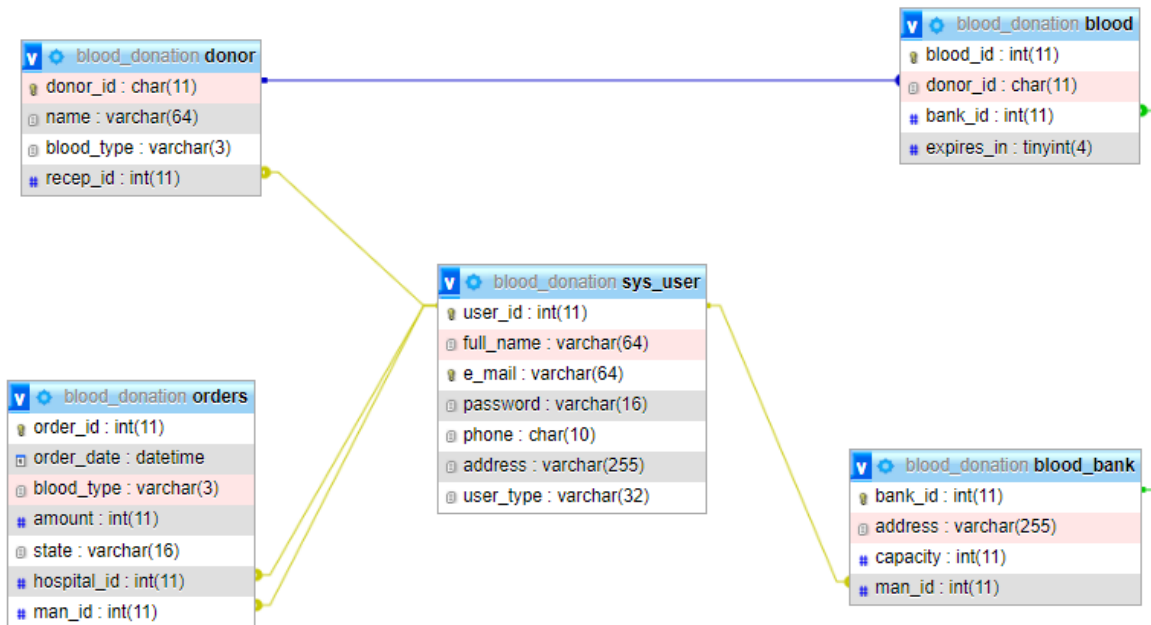 blood_donation donor
donor_id : char(11)
name : varchar(64)
blood_type : varchar(3)
recep_id : int(11)
blood_donation blood
blood_id : int(11)
donor_id : char(11)
bank_id : int(11)
expires_in : tinyint(4)
blood_donation sys_user
user_id : int(11)
full_name : varchar(64)
e_mail : varchar(64)
password : varchar(16)
phone : char(10)
address : varchar(255)
user_type : varchar(32)
blood_donation orders
order_id : int(11)
order_date : datetime
blood_type : varchar(3)
amount : int(11)
state : varchar(16)
hospital_id : int(11)
man_id : int(11)
blood_donation blood_bank
bank_id : int(11)
address : varchar(255)
capacity : int(11)
man_id : int(11)